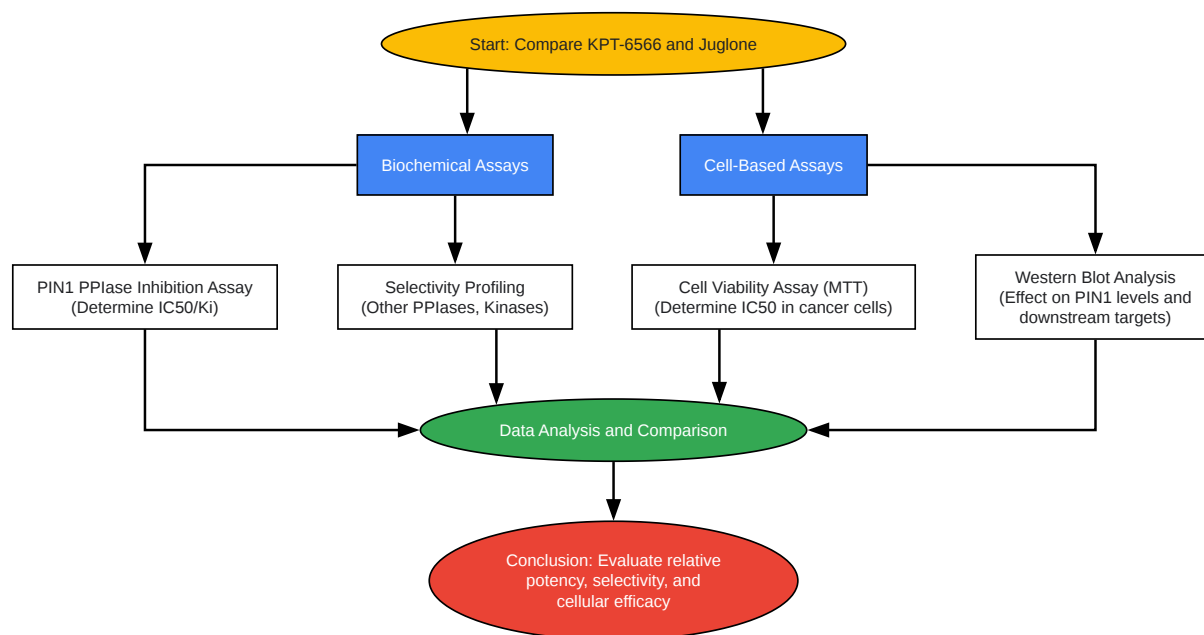 Start: Compare KPT-6566 and Juglone
Biochemical Assays
Cell-Based Assays
PIN1 PPIase Inhibition Assay
(Determine IC50/Ki)
Selectivity Profiling
(Other PPIases, Kinases)
Cell Viability Assay (MTT)
(Determine IC50 in cancer cells)
Western Blot Analysis
(Effect on PIN1 levels and
downstream targets)
Data Analysis and Comparison
Conclusion: Evaluate relative
potency, selectivity, and
cellular efficacy